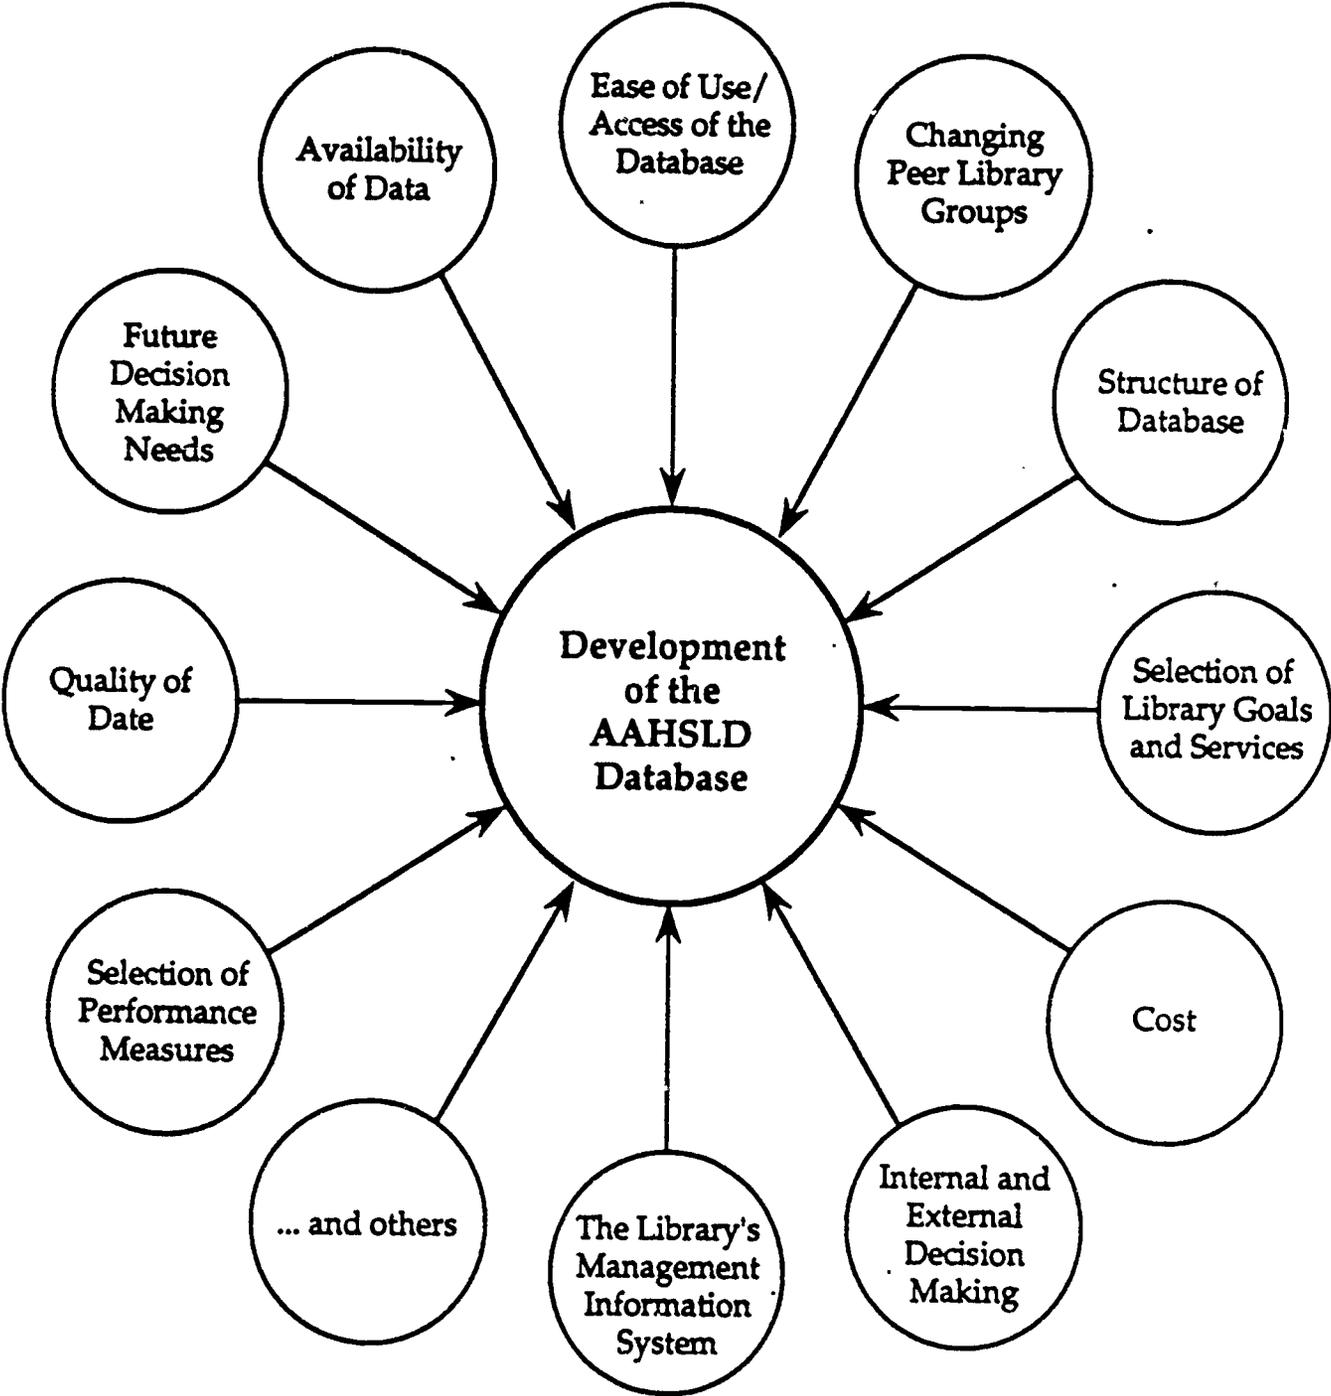 Ease of Use/
Access of the
Database
Changing
Peer Library
Groups
Structure of
Database
Selection of
Library Goals
and Services
Cost
Internal and
External
Decision
Making
The Library's
Management
Information
System
... and others
Selection of
Performance
Measures
Quality of
Date
Future
Decision
Making
Needs
Availability
of Data
Development
of the
AAHSLD
Database